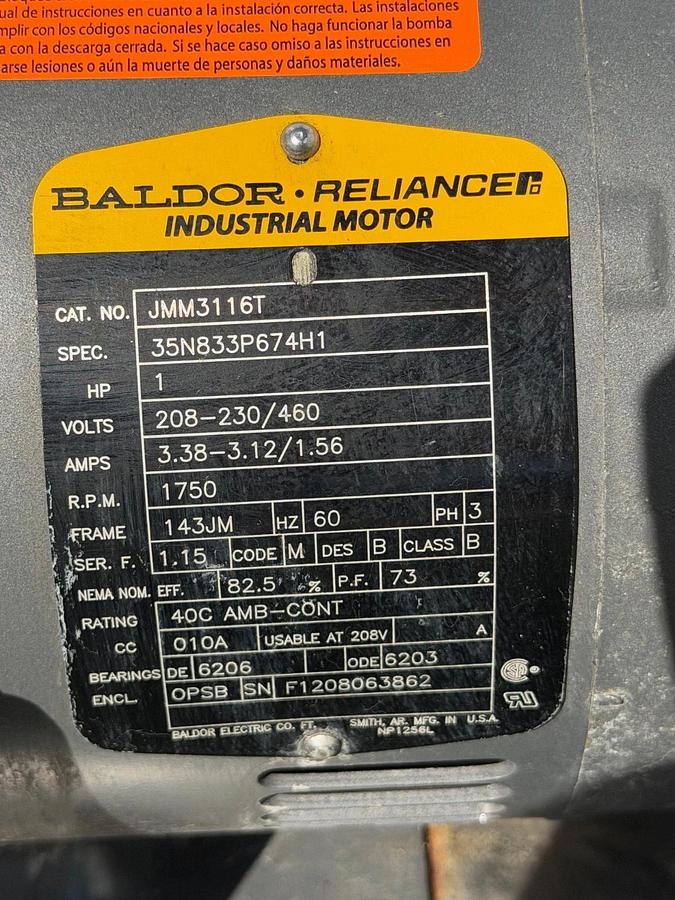 ual de instrucciones en cuanto a la instalación correcta. Las instalaciones
mplir con los códigos nacionales y locales. No haga funcionar la bomba
a con la descarga cerrada. Si se hace caso omiso a las instrucciones en
arse lesiones o aún la muerte de personas y daños materiales.
BALDOR · RELIANCE
INDUSTRIAL MOTOR
CAT. NO. JMM3116T
SPEC. 35N833P674H1
HP 1
VOLTS 208-230/460
AMPS 3.38-3.12/1.56
R.P.M. 1750
FRAME 143JM HZ 60 PH 3
SER. F. 1.15 CODE M DES B CLASS B
NEMA NOM. EFF. 82.5 % P.F. 73 %
RATING 40C AMB-CONT
CC 010A USABLE AT 208V A
BEARINGS DE 6206 ODE 6203
ENCL. OPSB SN F1208063862
BALDOR ELECTRIC CO. FT. SMITH, AR. MFG. IN U.S.A.
NP1256L